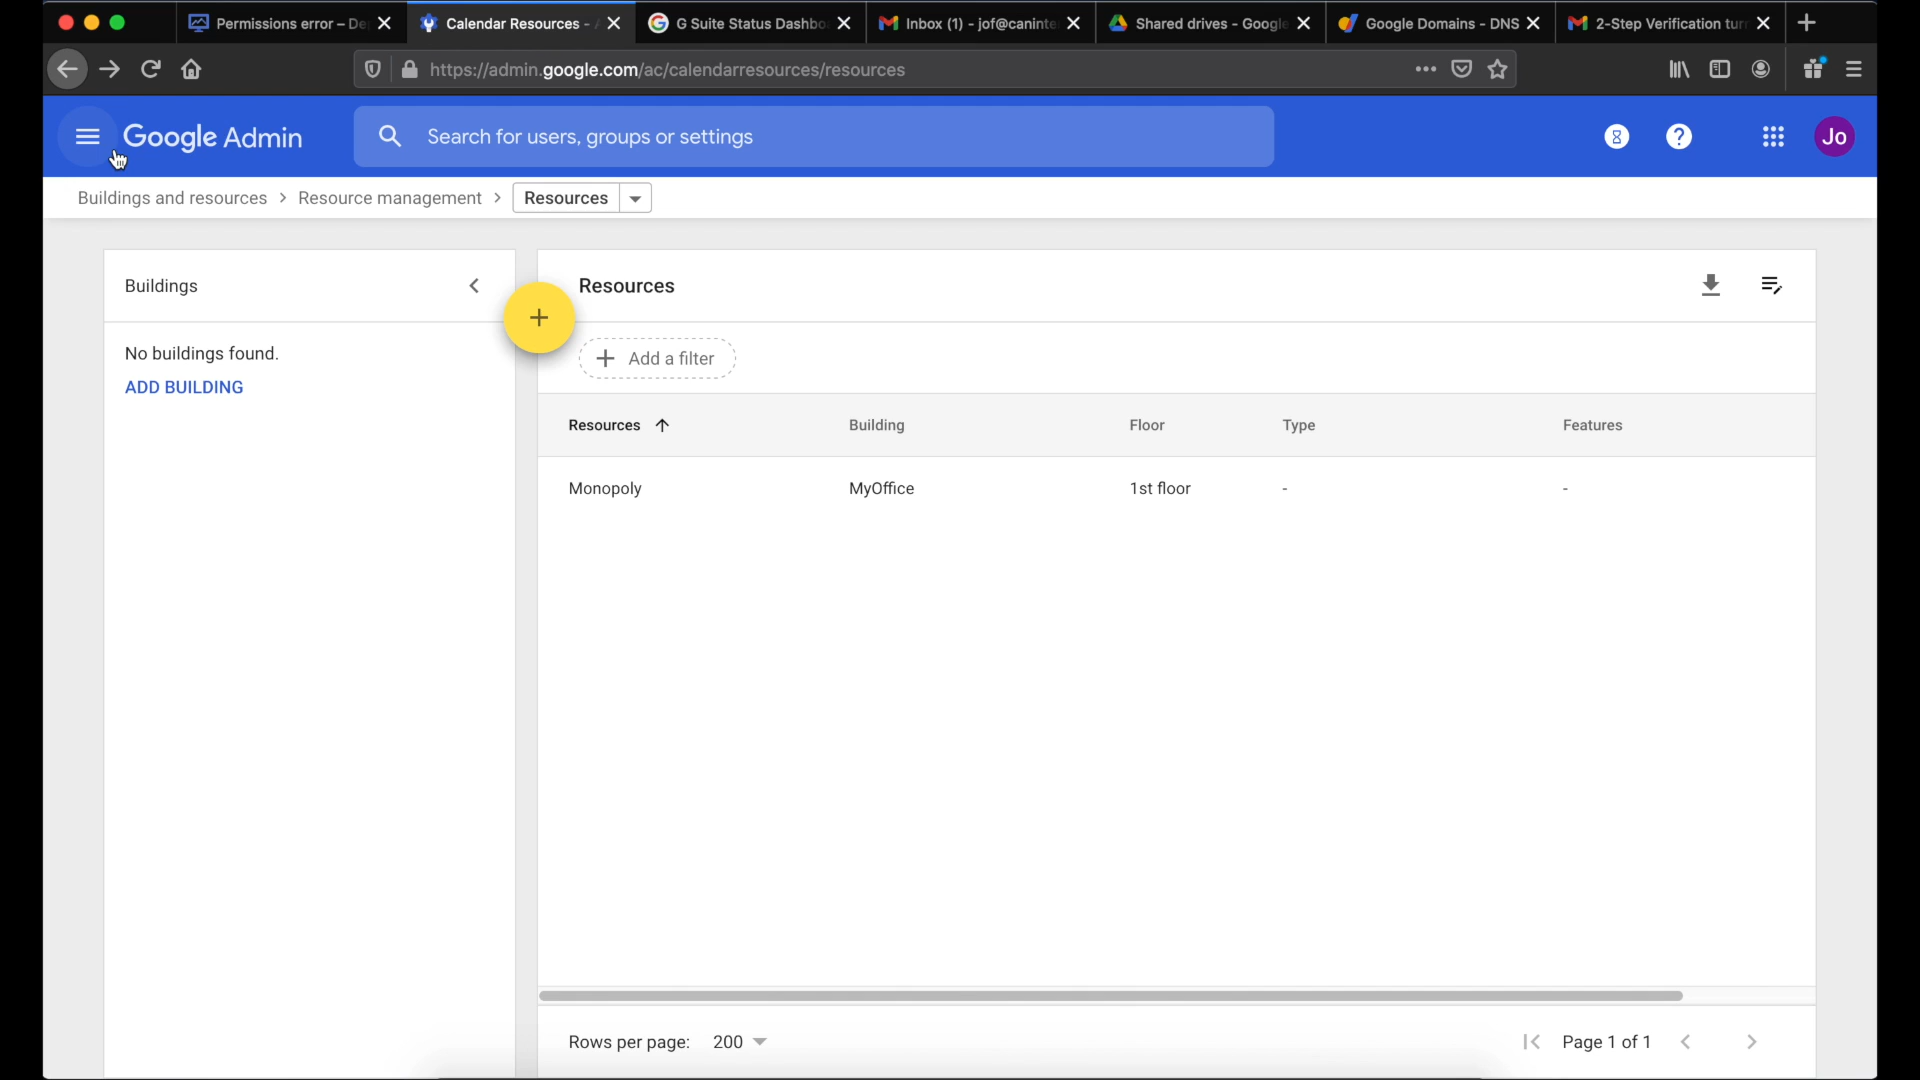 Permissions error – De
Calendar Resources -
G Suite Status Dashbo
Inbox (1) - jof@caninte
Shared drives - Google
Google Domains - DNS
2-Step Verification tur
https://admin.google.com/ac/calendarresources/resources
Google Admin
Search for users, groups or settings
Jo
Buildings and resources > Resource management > Resources
Buildings
Resources
No buildings found.
ADD BUILDING
Add a filter
Resources Building Floor Type Features
Monopoly MyOffice 1st floor - -
Rows per page: 200
Page 1 of 1